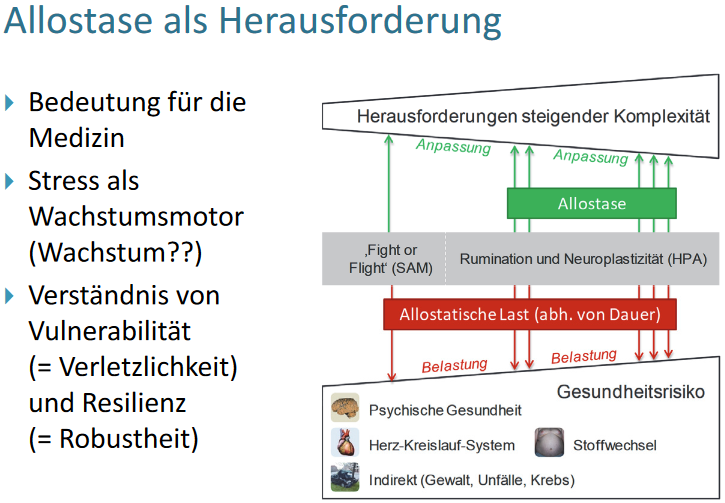 Allostase als Herausforderung
Bedeutung für die
Medizin
Stress als
Wachstumsmotor
(Wachstum??)
Verständnis von
Vulnerabilität
(= Verletzlichkeit)
und Resilienz
(= Robustheit)
Herausforderungen steigender Komplexität
Anpassung
Anpassung
Allostase
‚Fight or
Flight‘ (SAM)
Rumination und Neuroplastizität (HPA)
Allostatische Last (abh. von Dauer)
Belastung
Belastung
Gesundheitsrisiko
Psychische Gesundheit
Herz-Kreislauf-System
Stoffwechsel
Indirekt (Gewalt, Unfälle, Krebs)